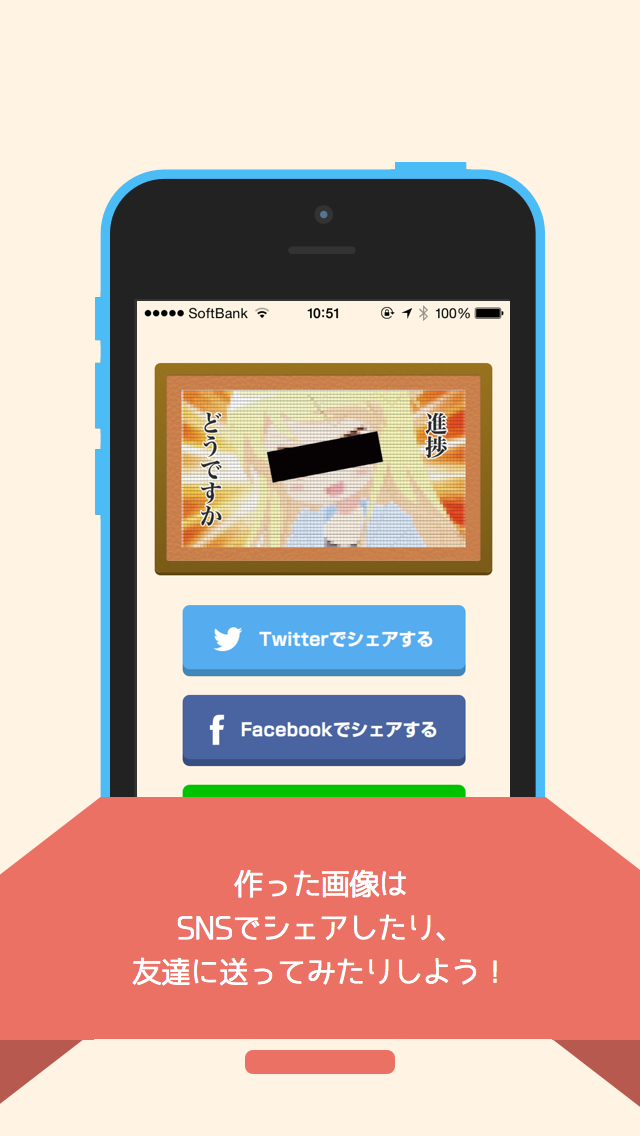 SoftBank 10:51 100%
進捗
どうですか
Twitterでシェアする
Facebookでシェアする
作った画像は
SNSでシェアしたり、
友達に送ってみたりしよう！